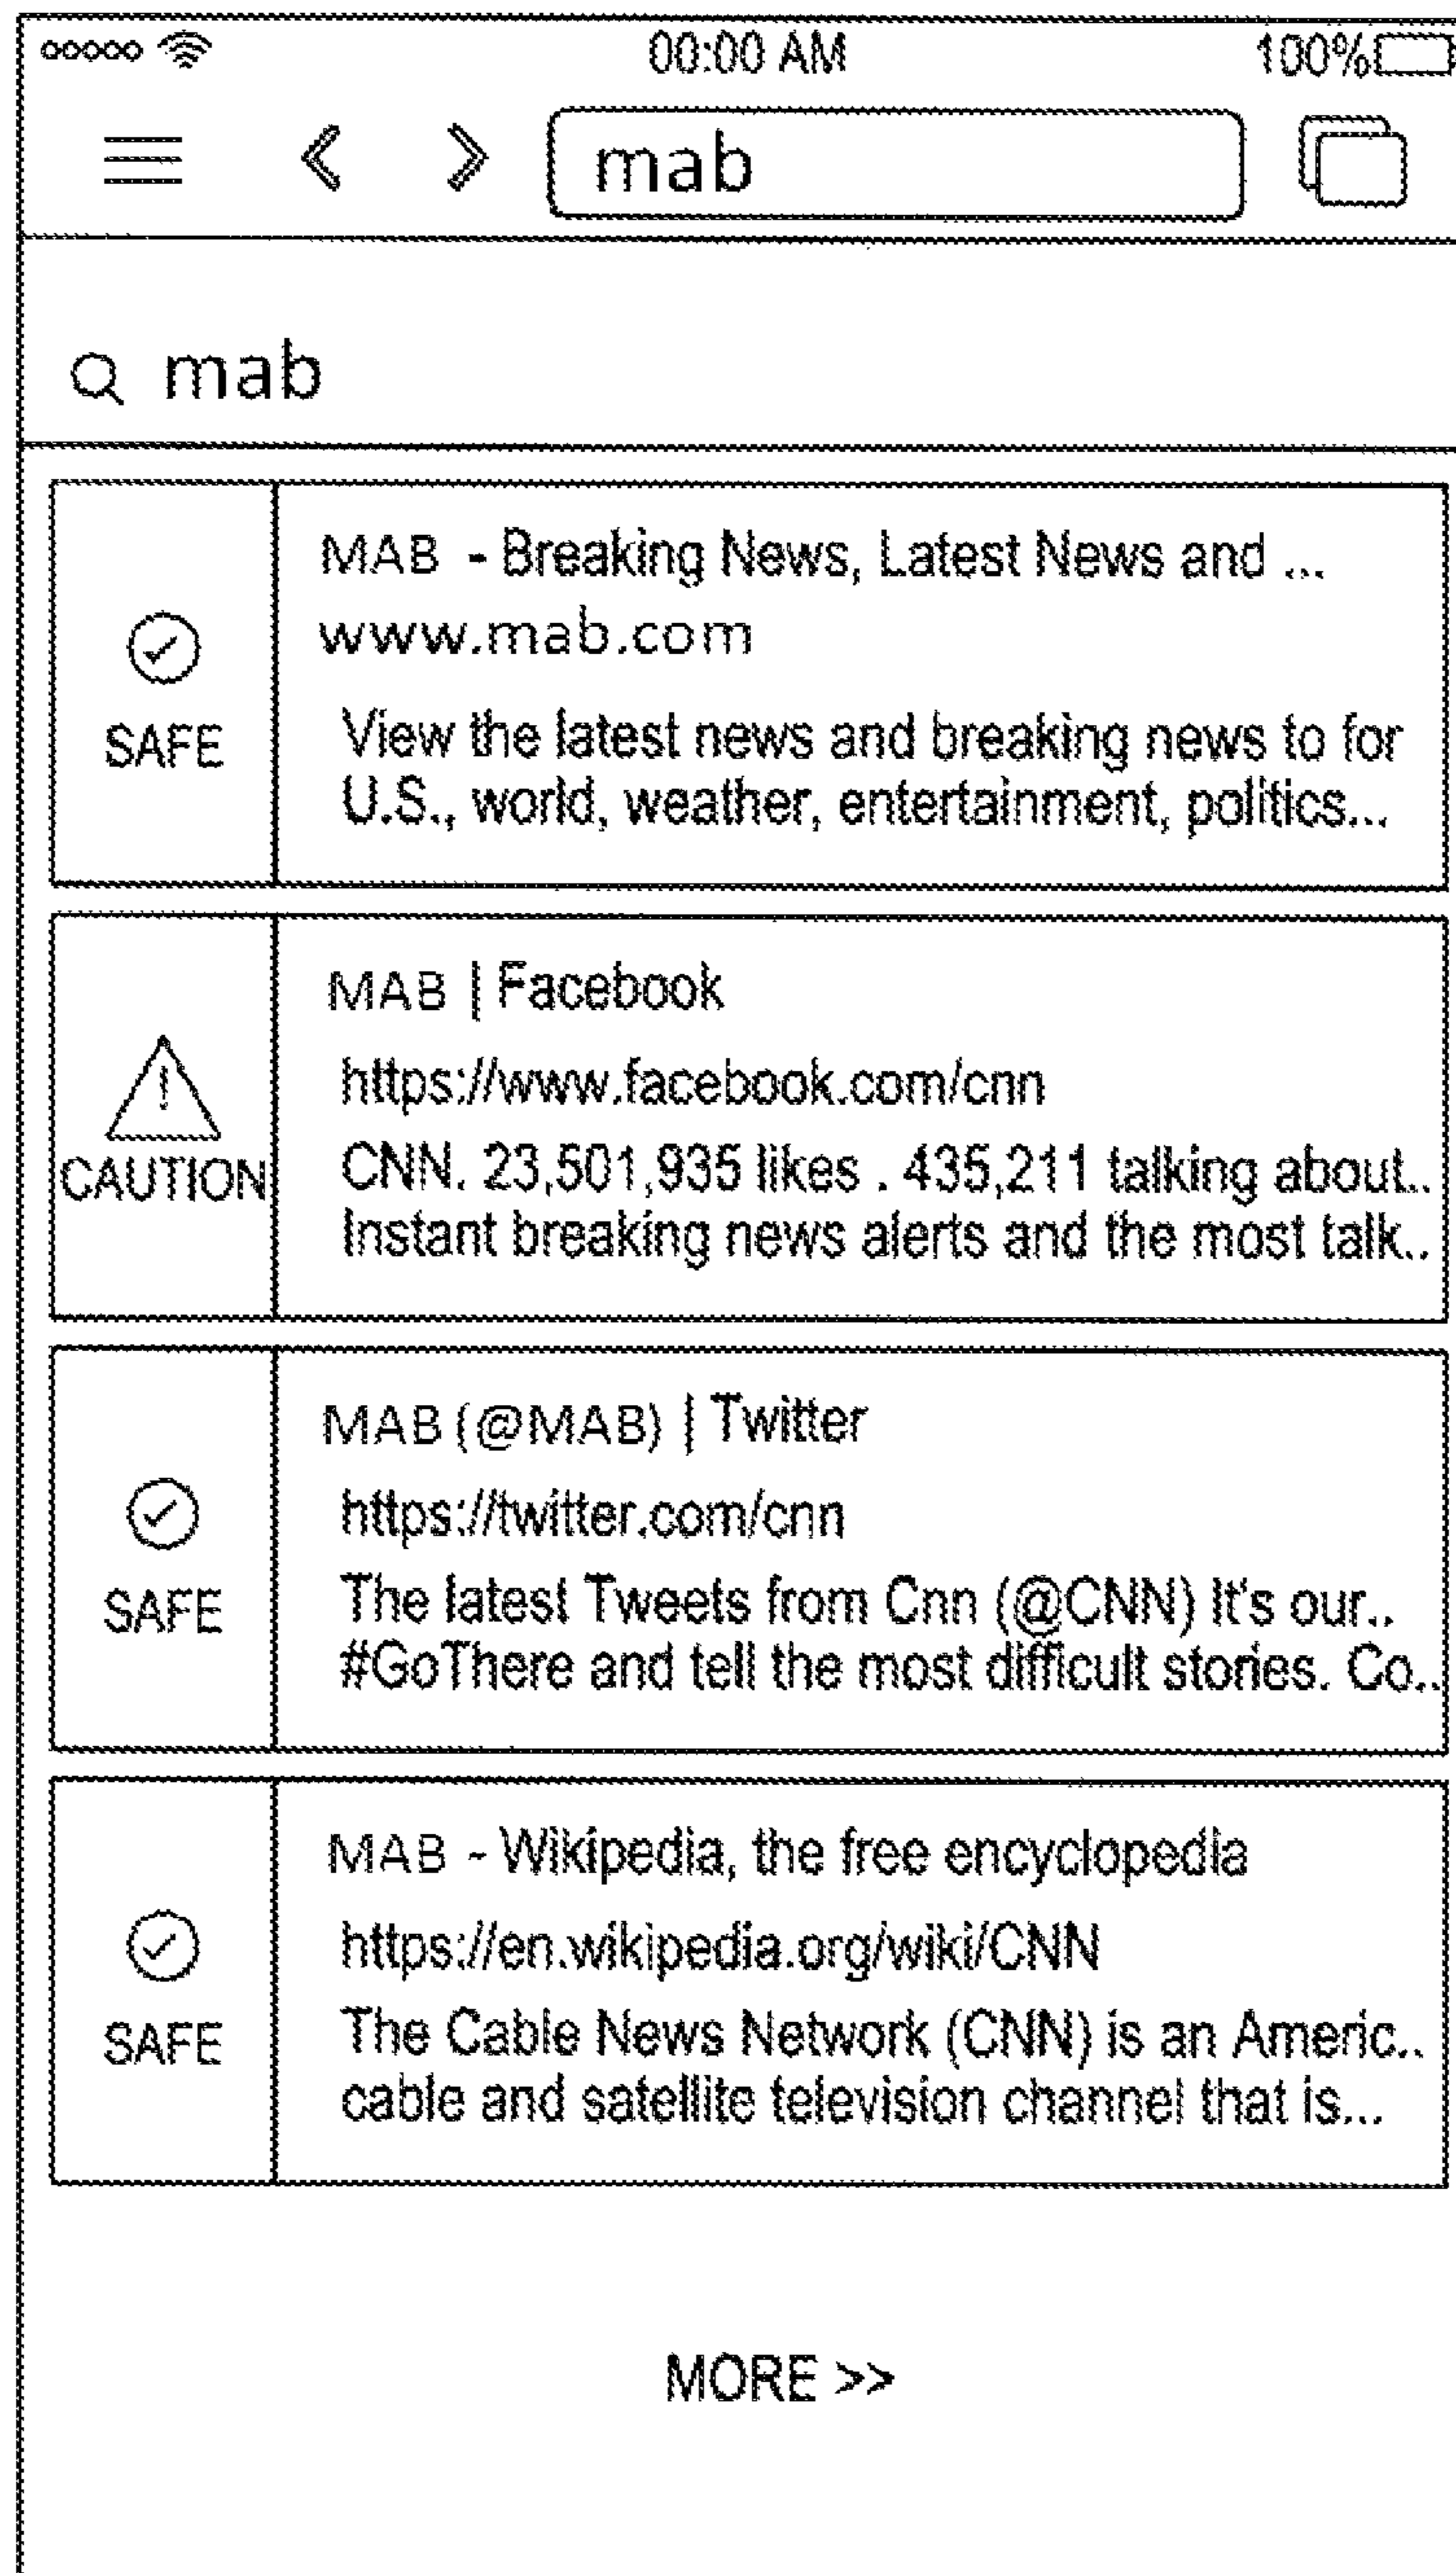 00:00 AM 100%
mab
mab
MAB - Breaking News, Latest News and ...
www.mab.com
SAFE
View the latest news and breaking news to for
U.S., world, weather, entertainment, politics...
MAB | Facebook
https://www.facebook.com/cnn
CAUTION
CNN. 23,501,935 likes . 435,211 talking about..
Instant breaking news alerts and the most talk..
MAB (@MAB) | Twitter
https://twitter.com/cnn
SAFE
The latest Tweets from Cnn (@CNN) It's our..
#GoThere and tell the most difficult stories. Co..
MAB - Wikipedia, the free encyclopedia
https://en.wikipedia.org/wiki/CNN
SAFE
The Cable News Network (CNN) is an Americ..
cable and satellite television channel that is...
MORE >>